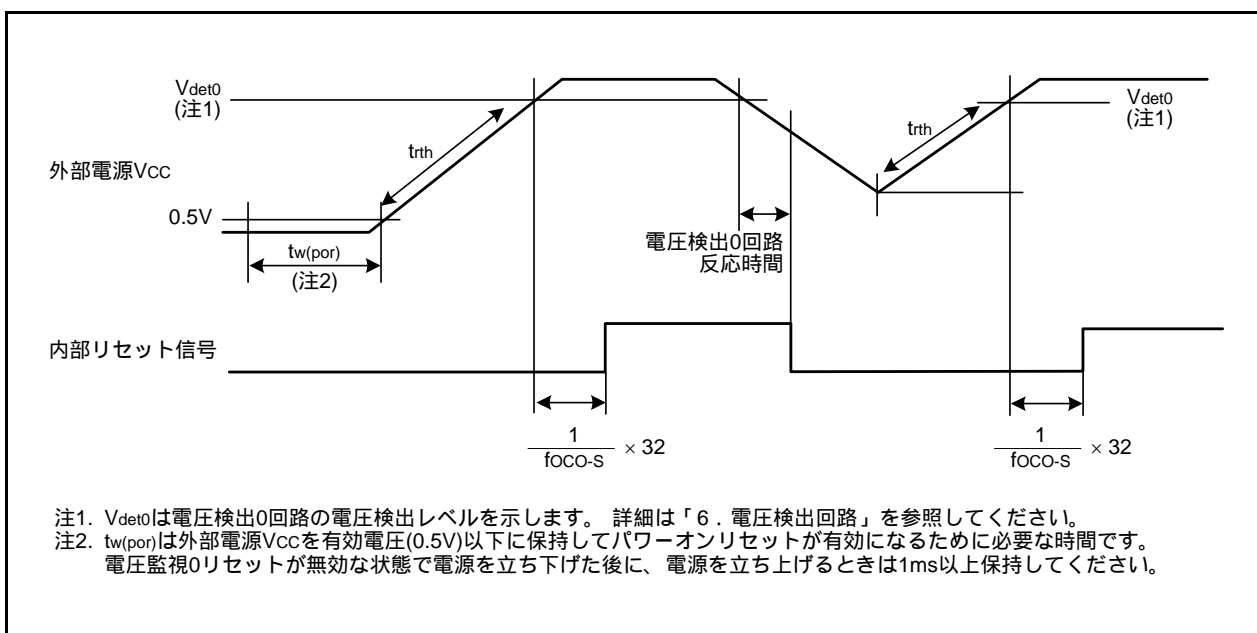 Vdet0
(注1)
trth
trth
Vdet0
(注1)
外部電源VCC
0.5V
tw(por)
(注2)
電圧検出0回路
反応時間
内部リセット信号
1
fOCO-S
× 32
1
fOCO-S
× 32
注1. Vdet0は電圧検出0回路の電圧検出レベルを示します。 詳細は「6．電圧検出回路」を参照してください。
注2. tw(por)は外部電源VCCを有効電圧(0.5V)以下に保持してパワーオンリセットが有効になるために必要な時間です。
電圧監視0リセットが無効な状態で電源を立ち下げた後に、電源を立ち上げるときは1ms以上保持してください。